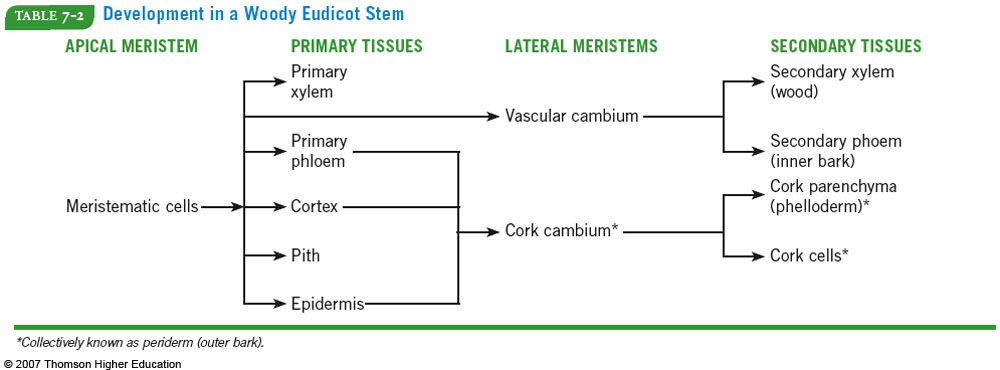 TABLE 7-2 Development in a Woody Eudicot Stem
APICAL MERISTEM PRIMARY TISSUES LATERAL MERISTEMS SECONDARY TISSUES
Primary
xylem
Secondary xylem
(wood)
Vascular cambium
Primary
phloem
Secondary phoem
(inner bark)
Cork parenchyma
(phelloderm)*
Meristematic cells
Cortex
Cork cambium*
Pith
Cork cells*
Epidermis
*Collectively known as periderm (outer bark).
© 2007 Thomson Higher Education